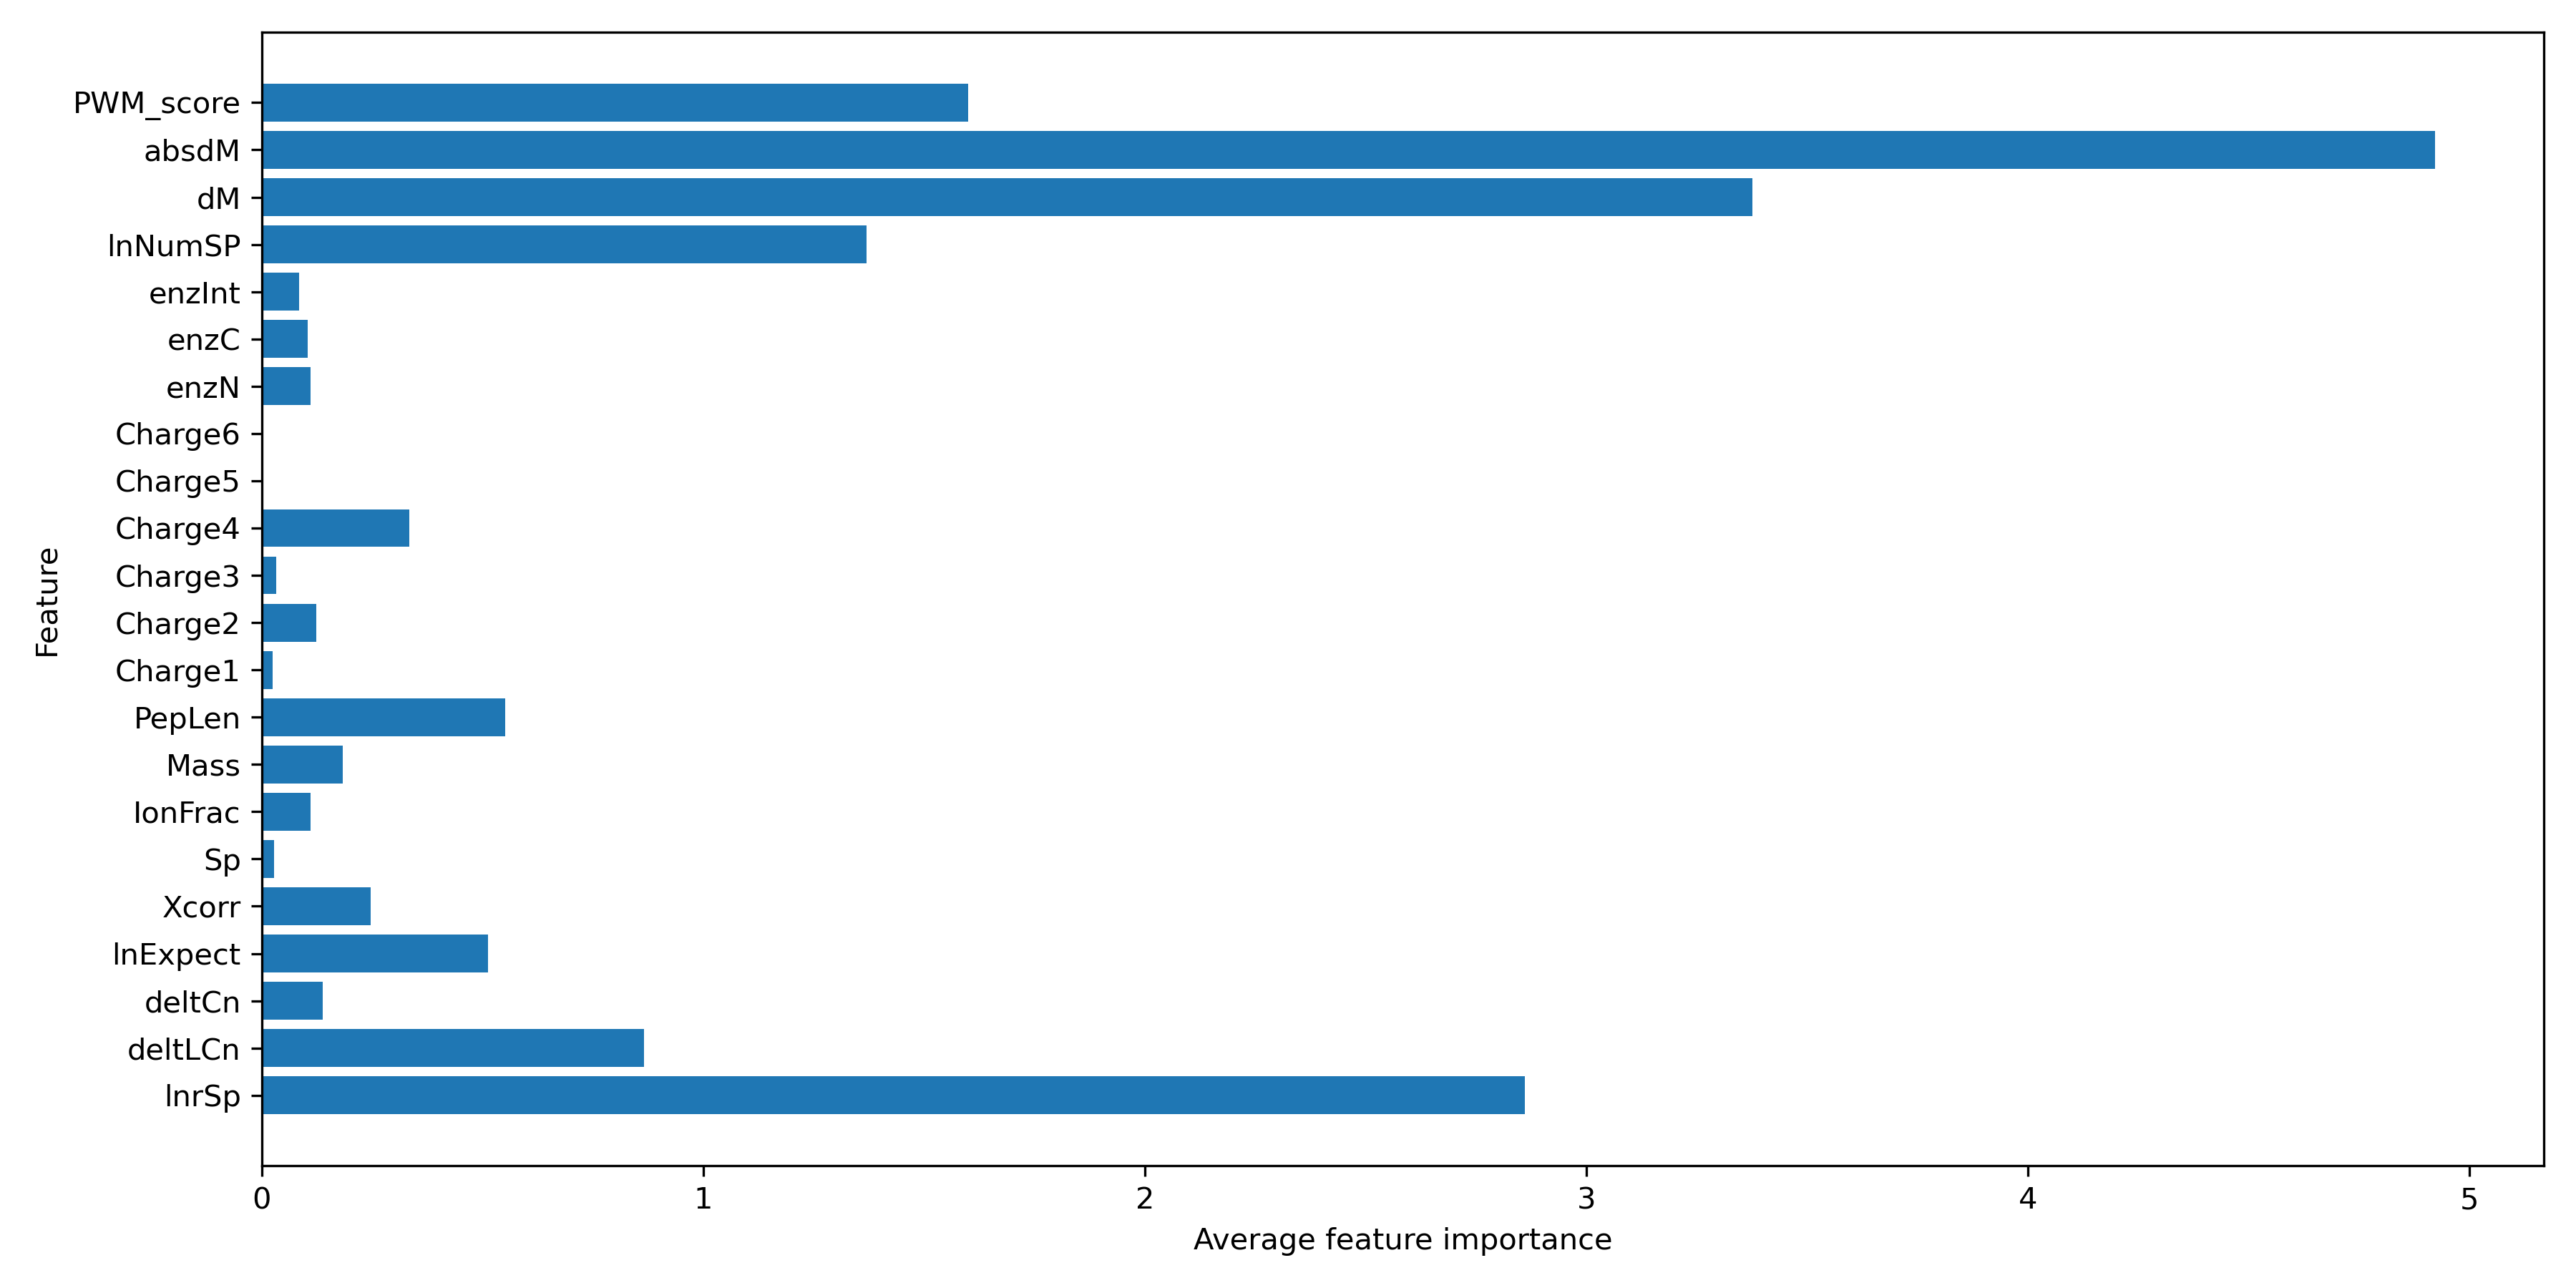 PWM_score
absdM
dM
lnNumSP
enzInt
enzC
enzN
Charge6
Charge5
Charge4
Charge3
Charge2
Charge1
PepLen
Mass
IonFrac
Sp
Xcorr
lnExpect
deltCn
deltLCn
lnrSp
Feature
0 1 2 3 4 5
Average feature importance